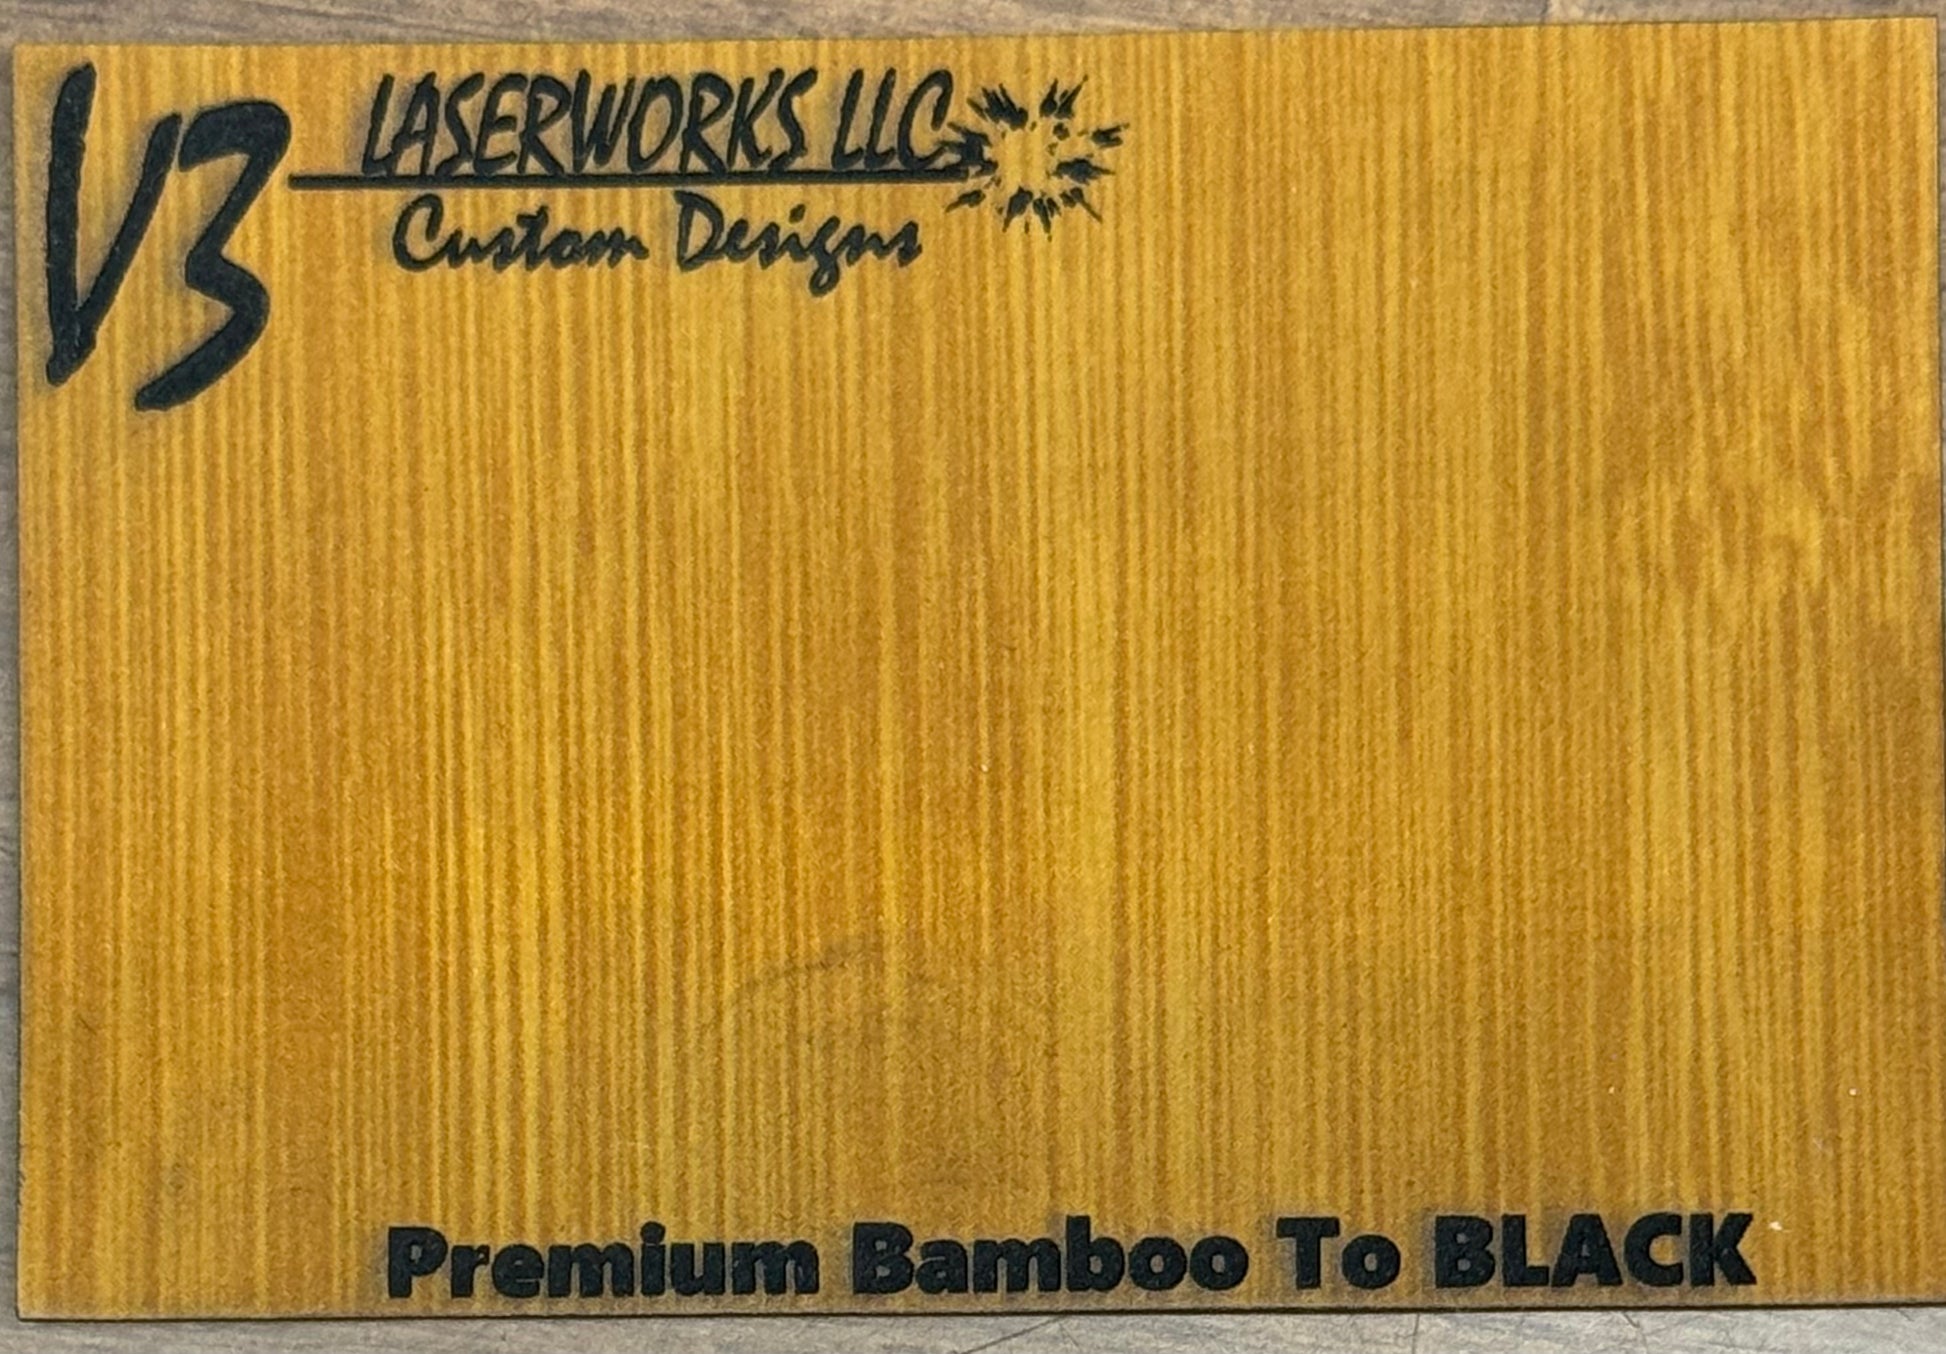 V3 LASERWORKS LLC
Custom Designs
Premium Bamboo To BLACK